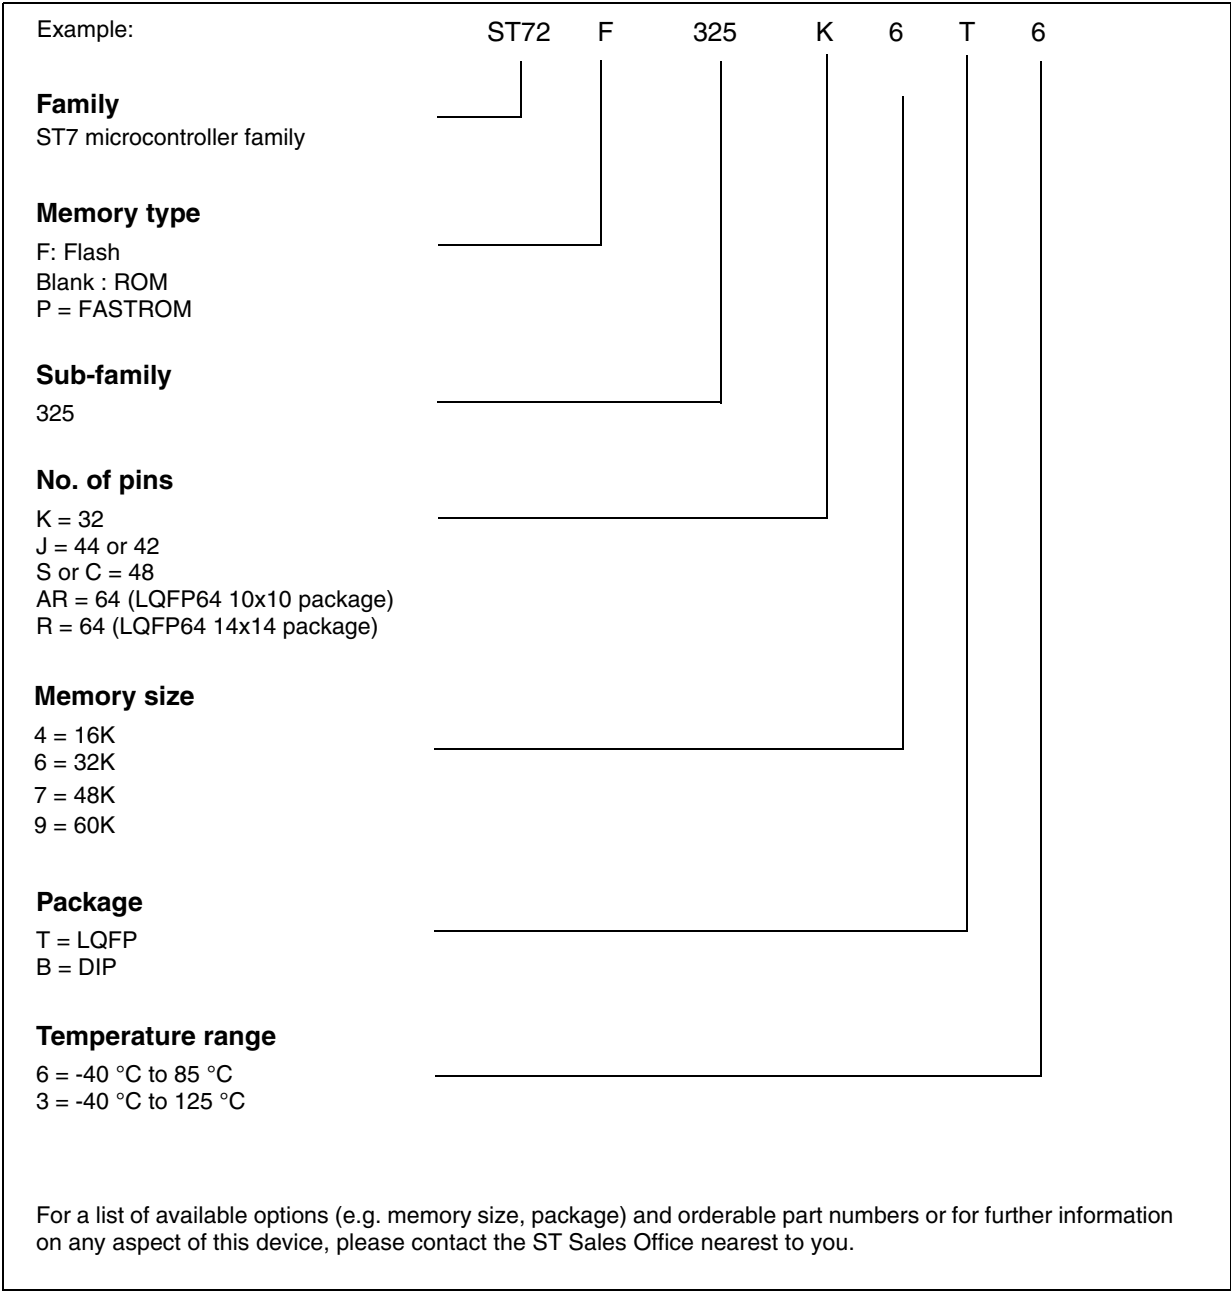 Example: ST72 F 325 K 6 T 6
Family
ST7 microcontroller family
Memory type
F: Flash
Blank : ROM
P = FASTROM
Sub-family
325
No. of pins
K = 32
J = 44 or 42
S or C = 48
AR = 64 (LQFP64 10x10 package)
R = 64 (LQFP64 14x14 package)
Memory size
4 = 16K
6 = 32K
7 = 48K
9 = 60K
Package
T = LQFP
B = DIP
Temperature range
6 = -40 °C to 85 °C
3 = -40 °C to 125 °C
For a list of available options (e.g. memory size, package) and orderable part numbers or for further information
on any aspect of this device, please contact the ST Sales Office nearest to you.